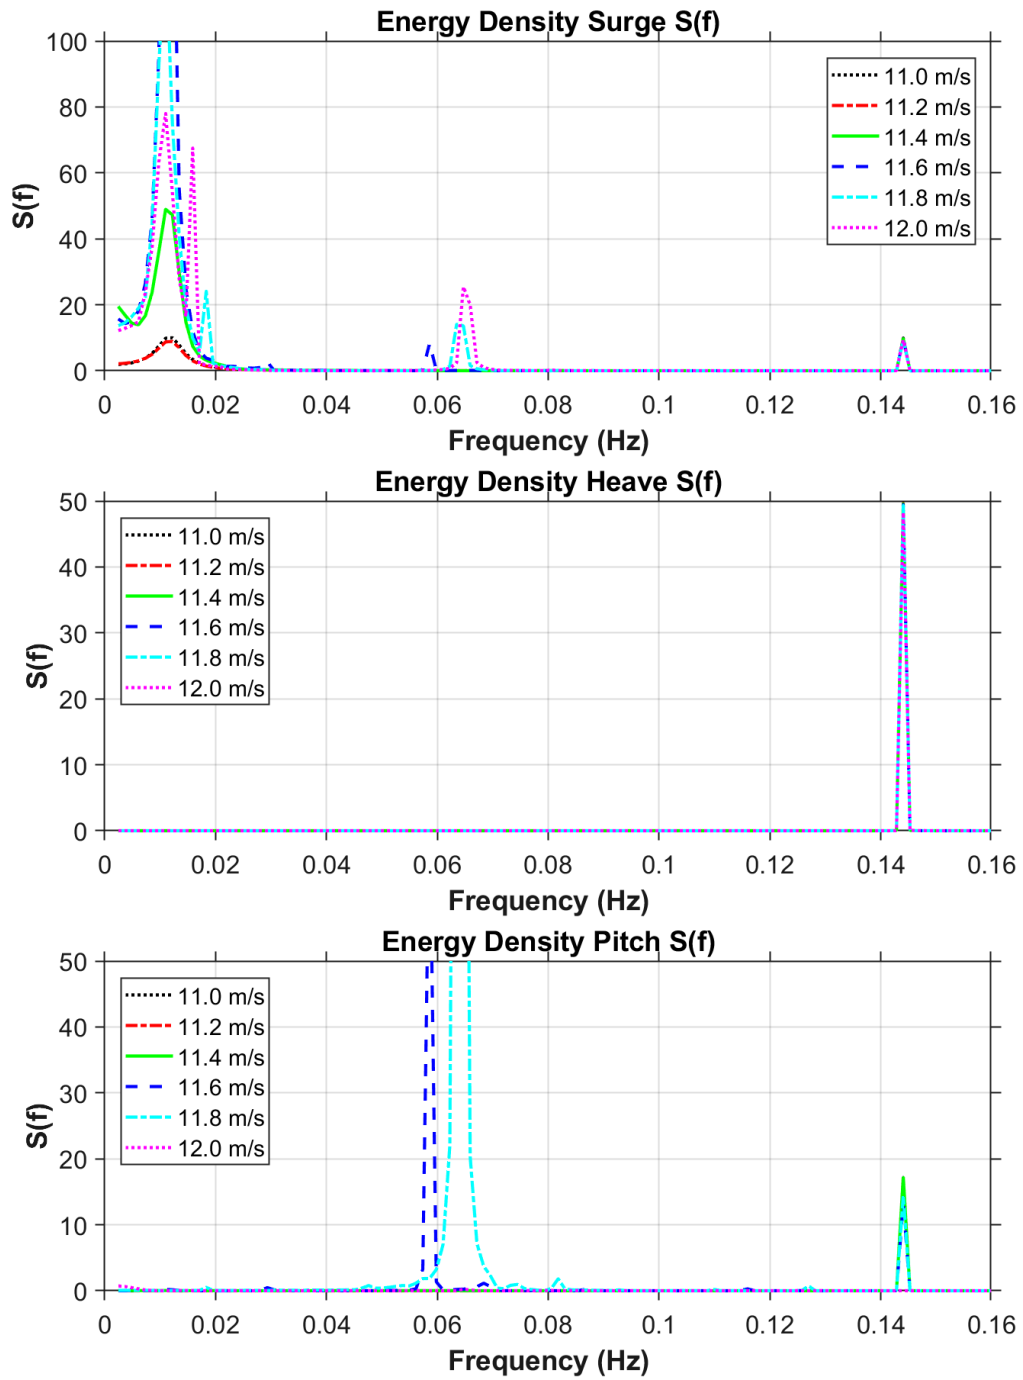 Energy Density Surge S(f)
100
80
60
40
20
0
S(f)
11.0 m/s
11.2 m/s
11.4 m/s
11.6 m/s
11.8 m/s
12.0 m/s
0 0.02 0.04 0.06 0.08 0.1 0.12 0.14 0.16
Frequency (Hz)
Energy Density Heave S(f)
50
40
30
20
10
0
S(f)
11.0 m/s
11.2 m/s
11.4 m/s
11.6 m/s
11.8 m/s
12.0 m/s
0 0.02 0.04 0.06 0.08 0.1 0.12 0.14 0.16
Frequency (Hz)
Energy Density Pitch S(f)
50
40
30
20
10
0
S(f)
11.0 m/s
11.2 m/s
11.4 m/s
11.6 m/s
11.8 m/s
12.0 m/s
0 0.02 0.04 0.06 0.08 0.1 0.12 0.14 0.16
Frequency (Hz)